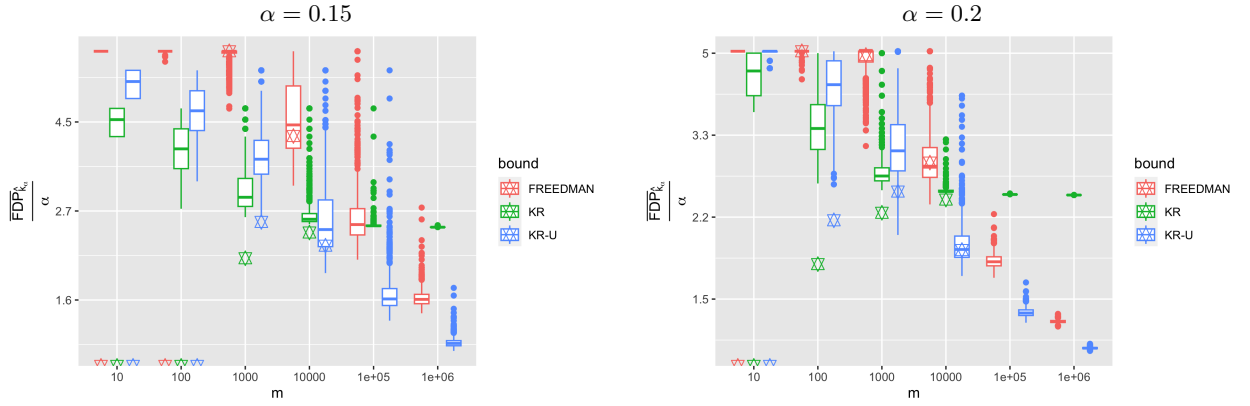 α = 0.15
4.5
2.7
1.6
10
100
1000
10000
1e+05
1e+06
m
FDP k̂α
α
bound
FREEDMAN
KR
KR-U
α = 0.2
5
3.3
2.2
1.5
10
100
1000
10000
1e+05
1e+06
m
FDP k̂α
α
bound
FREEDMAN
KR
KR-U